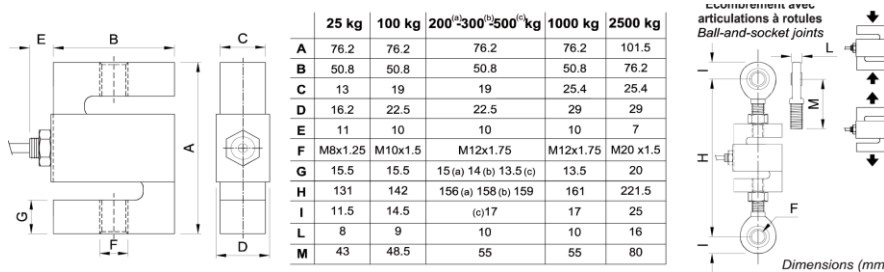 E B C
A
G
F
D
25 kg 100 kg 200(a)-300(b)-500(c) kg 1000 kg 2500 kg
A 76.2 76.2 76.2 76.2 101.5
B 50.8 50.8 50.8 50.8 76.2
C 13 19 19 25.4 25.4
D 16.2 22.5 22.5 29 29
E 11 10 10 10 7
F M8x1.25 M10x1.5 M12x1.75 M12x1.75 M20 x1.5
G 15.5 15.5 15 (a) 14 (b) 13.5 (c) 13.5 20
H 131 142 156 (a) 158 (b) 159 161 221.5
I 11.5 14.5 (c)17 17 25
L 8 9 10 10 16
M 43 48.5 55 55 80
Ecombrement avec
articulations à rotules
Ball-and-socket joints
L
I
M
H
F
I
Dimensions (mm